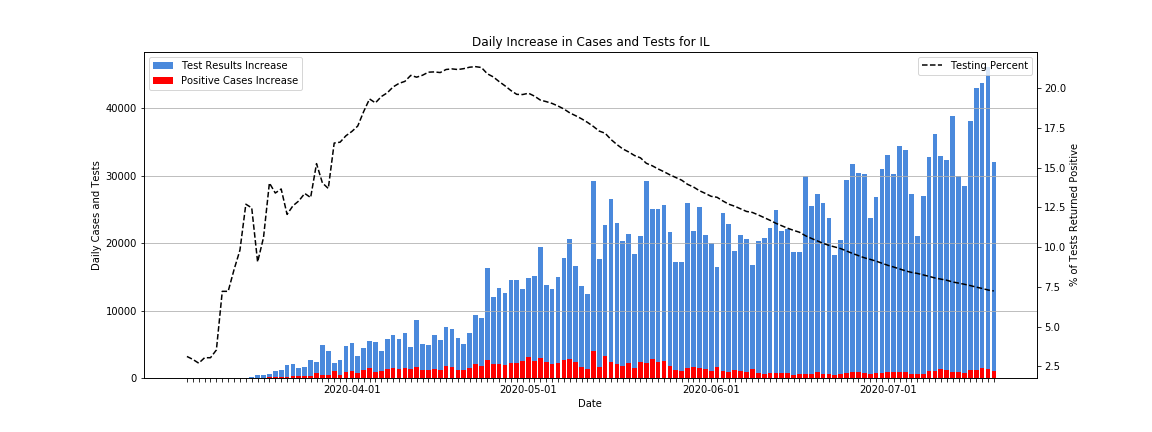 Daily Increase in Cases and Tests for IL
Test Results Increase
Positive Cases Increase
Testing Percent
40000
30000
20000
10000
0
Daily Cases and Tests
20.0
17.5
15.0
12.5
10.0
7.5
5.0
2.5
% of Tests Returned Positive
2020-04-01
2020-05-01
2020-06-01
2020-07-01
Date